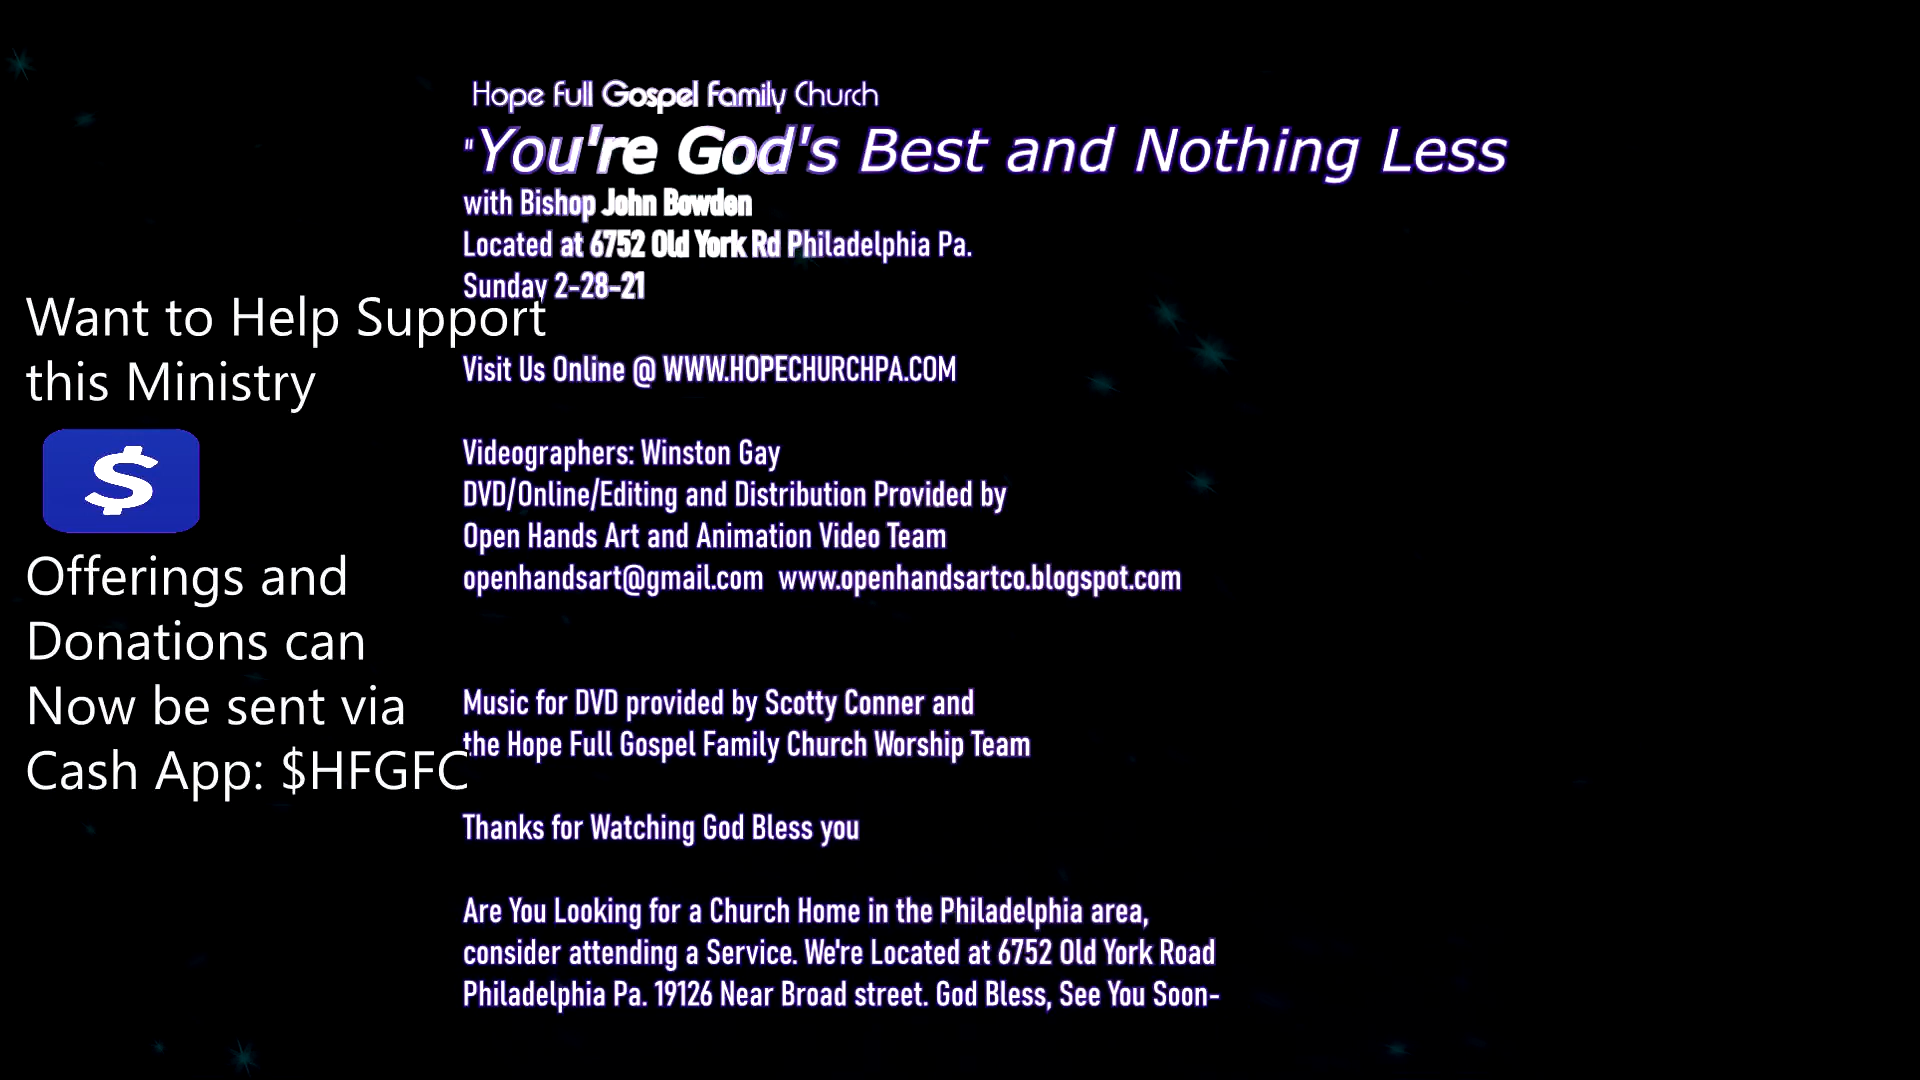 Hope Full Gospel Family Church
"You're God's Best and Nothing Less
with Bishop John Bowden
Located at 6752 Old York Rd Philadelphia Pa.
Sunday 2-28-21
Visit Us Online @ WWW.HOPECHURCHPA.COM
Videographers: Winston Gay
DVD/Online/Editing and Distribution Provided by
Open Hands Art and Animation Video Team
openhandsart@gmail.com  www.openhandsartco.blogspot.com
Music for DVD provided by Scotty Conner and
the Hope Full Gospel Family Church Worship Team
Thanks for Watching God Bless you
Are You Looking for a Church Home in the Philadelphia area,
consider attending a Service. We're Located at 6752 Old York Road
Philadelphia Pa. 19126 Near Broad street. God Bless, See You Soon-
Want to Help Support
this Ministry
$
Offerings and
Donations can
Now be sent via
Cash App: $HFGFC